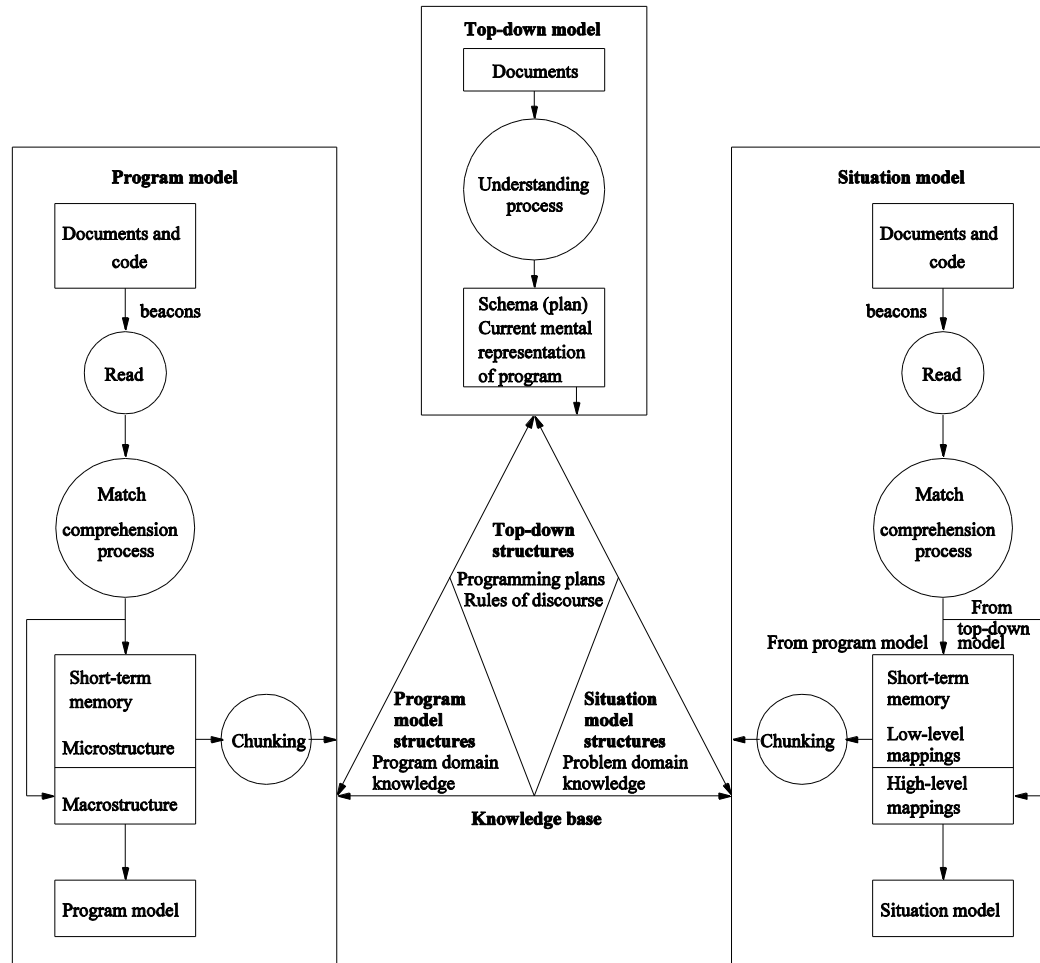 Top-down model
Documents
Understanding
process
Schema (plan)
Current mental
representation
of program
Program model
Documents and
code
beacons
Read
Match
comprehension
process
Short-term
memory
Microstructure
Macrostructure
Chunking
Program model
Top-down
structures
Programming plans
Rules of discourse
Program
model
structures
Program domain
knowledge
Situation
model
structures
Problem domain
knowledge
Knowledge base
Situation model
Documents and
code
beacons
Read
Match
comprehension
process
From
top-down
model
From program model
Short-term
memory
Low-level
mappings
High-level
mappings
Chunking
Situation model